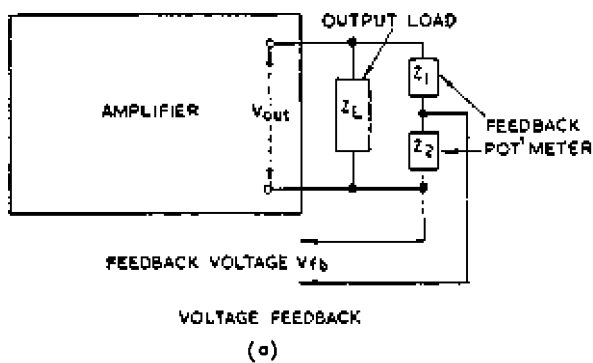 OUTPUT LOAD
AMPLIFIER
Vout
ZL
Z1
Z2
FEEDBACK
POT'METER
FEEDBACK VOLTAGE Vfb
VOLTAGE FEEDBACK
(a)